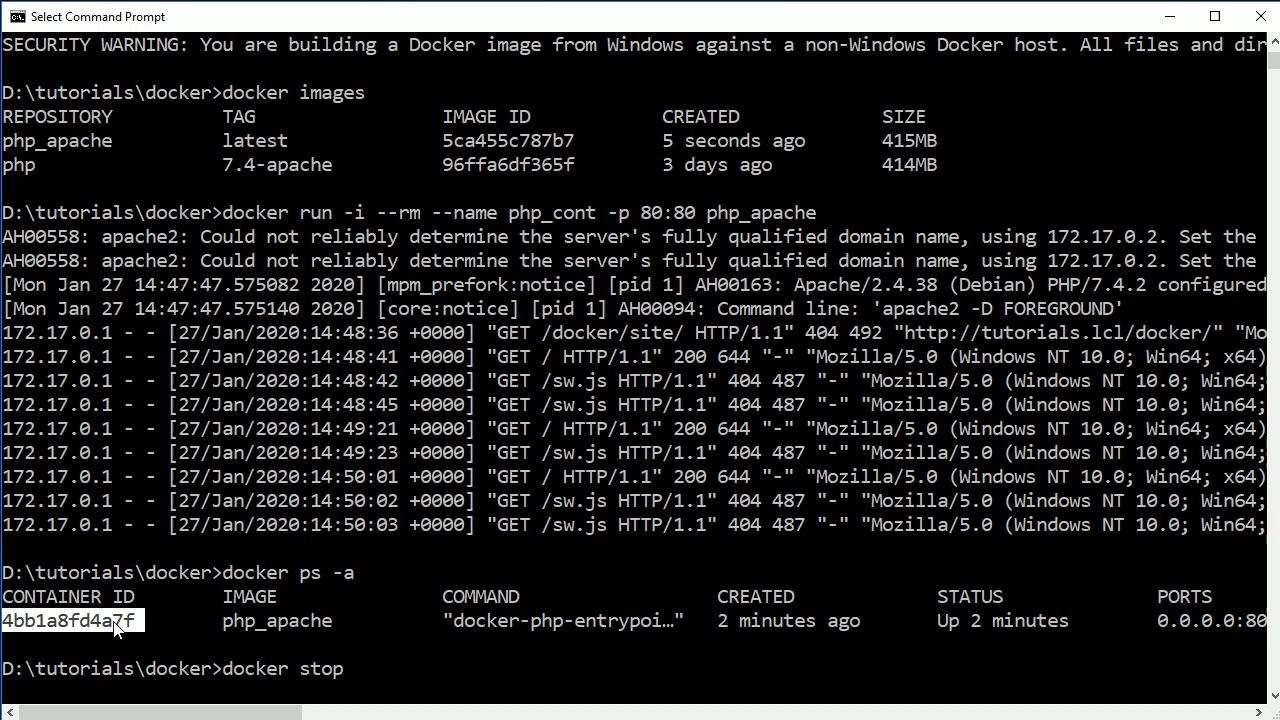 Select Command Prompt
SECURITY WARNING: You are building a Docker image from Windows against a non-Windows Docker host. All files and dir
D:\tutorials\docker>docker images
REPOSITORY TAG IMAGE ID CREATED SIZE
php_apache latest 5ca455c787b7 5 seconds ago 415MB
php 7.4-apache 96ffa6df365f 3 days ago 414MB
D:\tutorials\docker>docker run -i --rm --name php_cont -p 80:80 php_apache
AH00558: apache2: Could not reliably determine the server's fully qualified domain name, using 172.17.0.2. Set the
AH00558: apache2: Could not reliably determine the server's fully qualified domain name, using 172.17.0.2. Set the
[Mon Jan 27 14:47:47.575082 2020] [mpm_prefork:notice] [pid 1] AH00163: Apache/2.4.38 (Debian) PHP/7.4.2 configured
[Mon Jan 27 14:47:47.575140 2020] [core:notice] [pid 1] AH00094: Command line: 'apache2 -D FOREGROUND'
172.17.0.1 - - [27/Jan/2020:14:48:36 +0000] "GET /docker/site/ HTTP/1.1" 404 492 "http://tutorials.lcl/docker/" "Mo
172.17.0.1 - - [27/Jan/2020:14:48:41 +0000] "GET / HTTP/1.1" 200 644 "-" "Mozilla/5.0 (Windows NT 10.0; Win64; x64)
172.17.0.1 - - [27/Jan/2020:14:48:42 +0000] "GET /sw.js HTTP/1.1" 404 487 "-" "Mozilla/5.0 (Windows NT 10.0; Win64;
172.17.0.1 - - [27/Jan/2020:14:48:45 +0000] "GET /sw.js HTTP/1.1" 404 487 "-" "Mozilla/5.0 (Windows NT 10.0; Win64;
172.17.0.1 - - [27/Jan/2020:14:49:21 +0000] "GET / HTTP/1.1" 200 644 "-" "Mozilla/5.0 (Windows NT 10.0; Win64; x64)
172.17.0.1 - - [27/Jan/2020:14:49:23 +0000] "GET /sw.js HTTP/1.1" 404 487 "-" "Mozilla/5.0 (Windows NT 10.0; Win64;
172.17.0.1 - - [27/Jan/2020:14:50:01 +0000] "GET / HTTP/1.1" 200 644 "-" "Mozilla/5.0 (Windows NT 10.0; Win64; x64)
172.17.0.1 - - [27/Jan/2020:14:50:02 +0000] "GET /sw.js HTTP/1.1" 404 487 "-" "Mozilla/5.0 (Windows NT 10.0; Win64;
172.17.0.1 - - [27/Jan/2020:14:50:03 +0000] "GET /sw.js HTTP/1.1" 404 487 "-" "Mozilla/5.0 (Windows NT 10.0; Win64;
D:\tutorials\docker>docker ps -a
CONTAINER ID IMAGE COMMAND CREATED STATUS PORTS
4bb1a8fd4a7f php_apache "docker-php-entrypoi…" 2 minutes ago Up 2 minutes 0.0.0.0:80
D:\tutorials\docker>docker stop